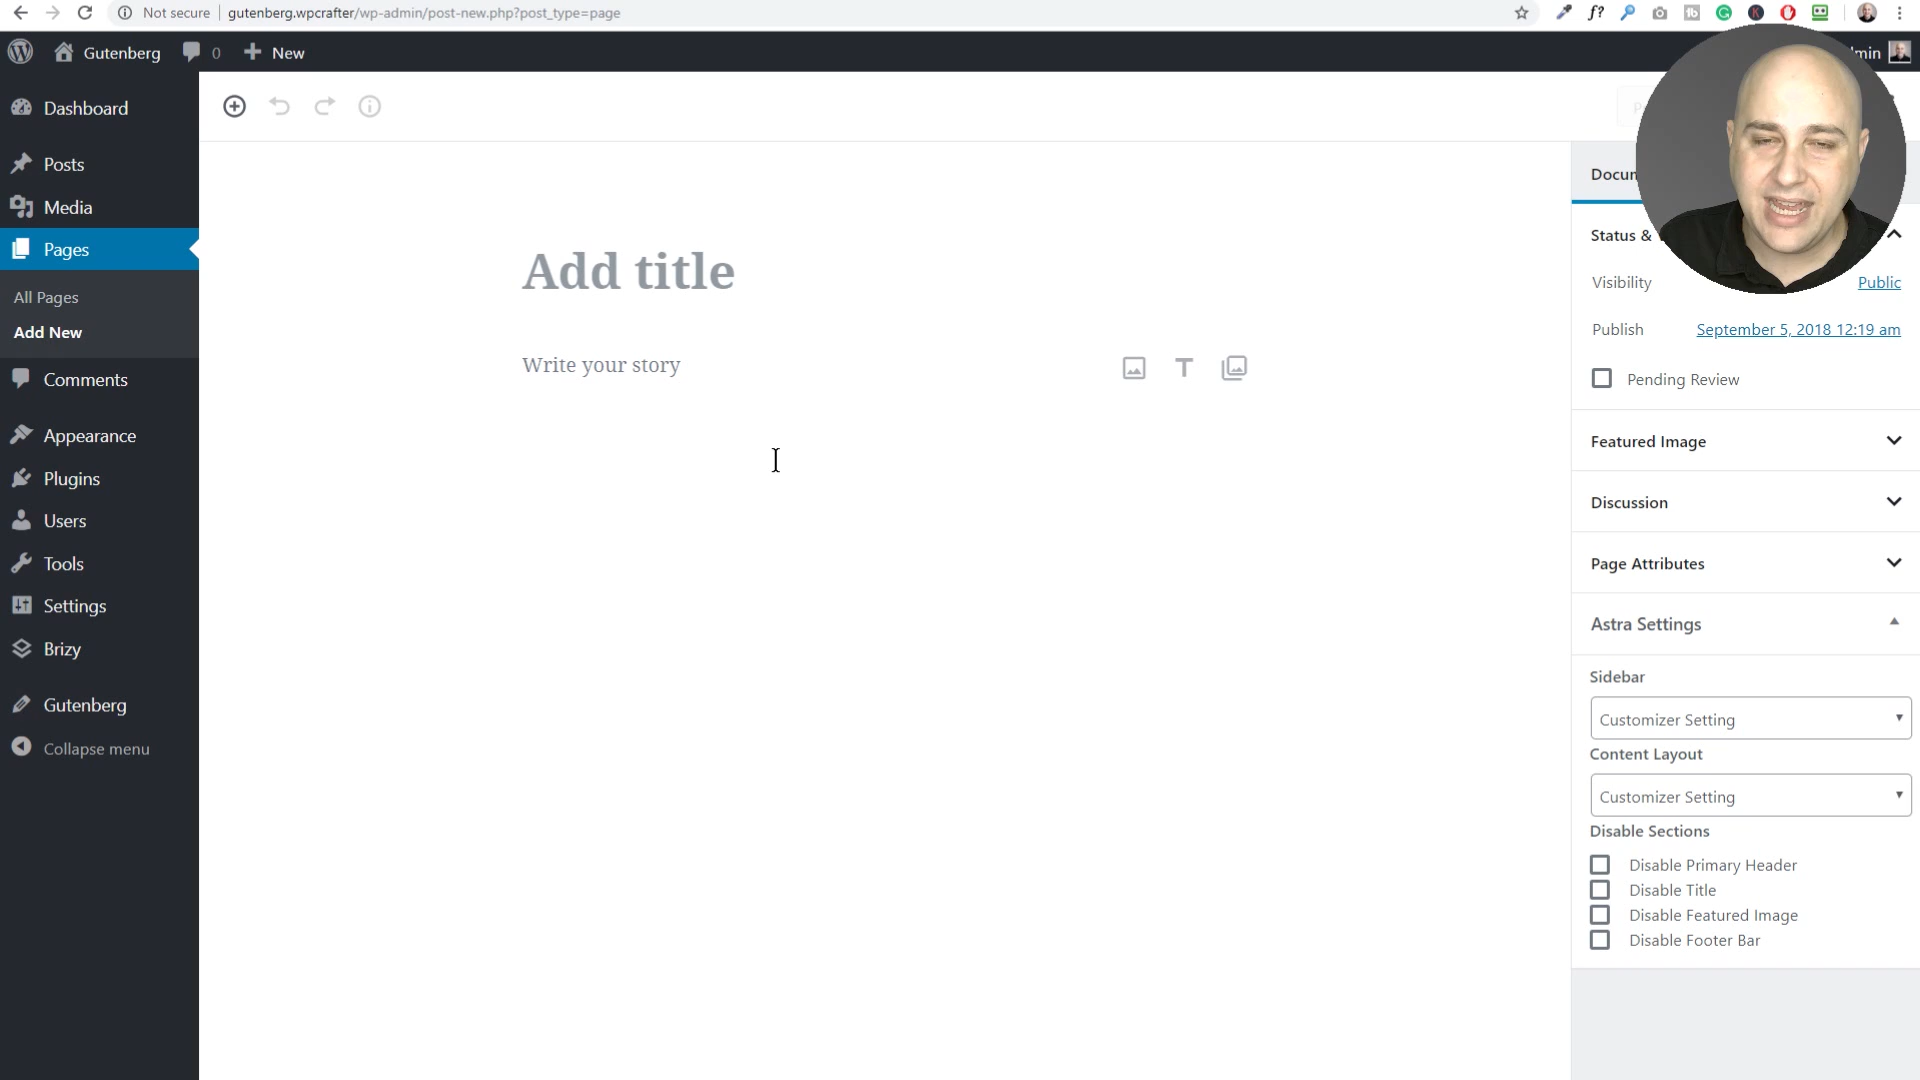 Not secure
gutenberg.wpcrafter/wp-admin/post-new.php?post_type=page
f?
Gutenberg
0
New
min
Dashboard
Posts
Media
Pages
All Pages
Add New
Comments
Appearance
Plugins
Users
Tools
Settings
Brizy
Gutenberg
Collapse menu
Add title
Write your story
Docum
Status &
Visibility
Public
Publish
September 5, 2018 12:19 am
Pending Review
Featured Image
Discussion
Page Attributes
Astra Settings
Sidebar
Customizer Setting
Content Layout
Customizer Setting
Disable Sections
Disable Primary Header
Disable Title
Disable Featured Image
Disable Footer Bar